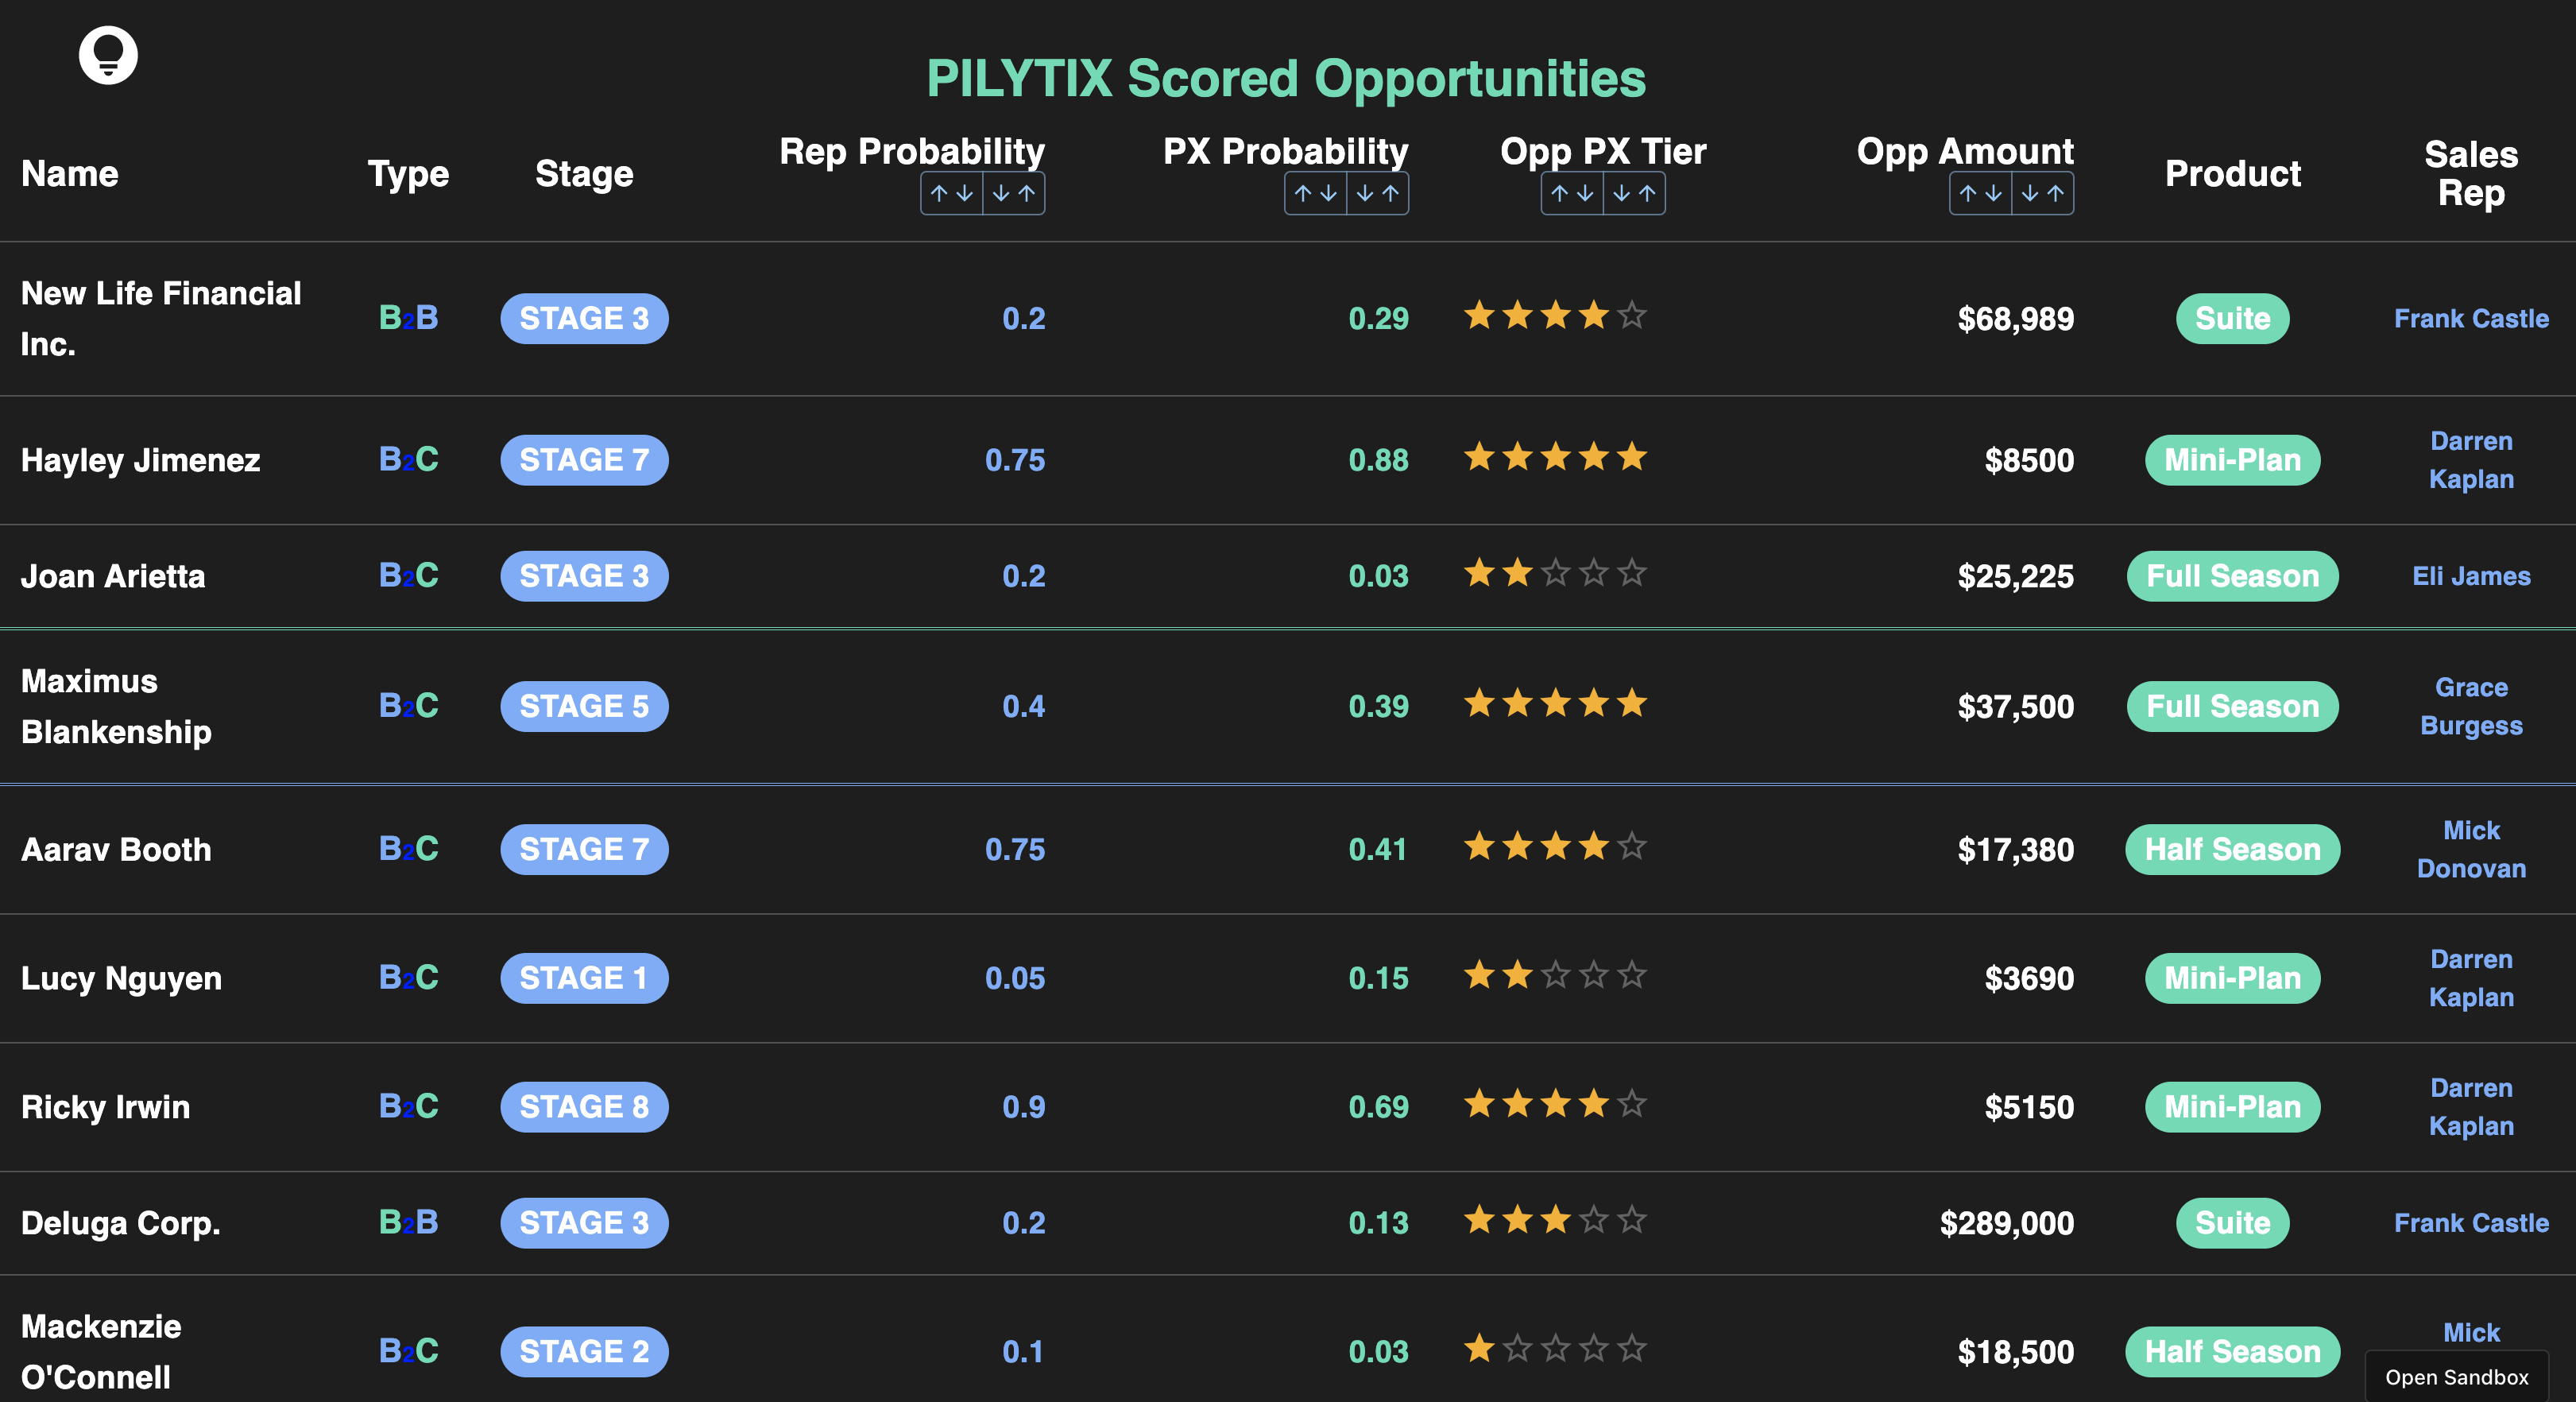 PILYTIX Scored Opportunities
Name Type Stage Rep Probability PX Probability Opp PX Tier Opp Amount Product Sales Rep
New Life Financial Inc. B2B STAGE 3 0.2 0.29 $68,989 Suite Frank Castle
Hayley Jimenez B2C STAGE 7 0.75 0.88 $8500 Mini-Plan Darren Kaplan
Joan Arietta B2C STAGE 3 0.2 0.03 $25,225 Full Season Eli James
Maximus Blankenship B2C STAGE 5 0.4 0.39 $37,500 Full Season Grace Burgess
Aarav Booth B2C STAGE 7 0.75 0.41 $17,380 Half Season Mick Donovan
Lucy Nguyen B2C STAGE 1 0.05 0.15 $3690 Mini-Plan Darren Kaplan
Ricky Irwin B2C STAGE 8 0.9 0.69 $5150 Mini-Plan Darren Kaplan
Deluga Corp. B2B STAGE 3 0.2 0.13 $289,000 Suite Frank Castle
Mackenzie O'Connell B2C STAGE 2 0.1 0.03 $18,500 Half Season Mick
Open Sandbox